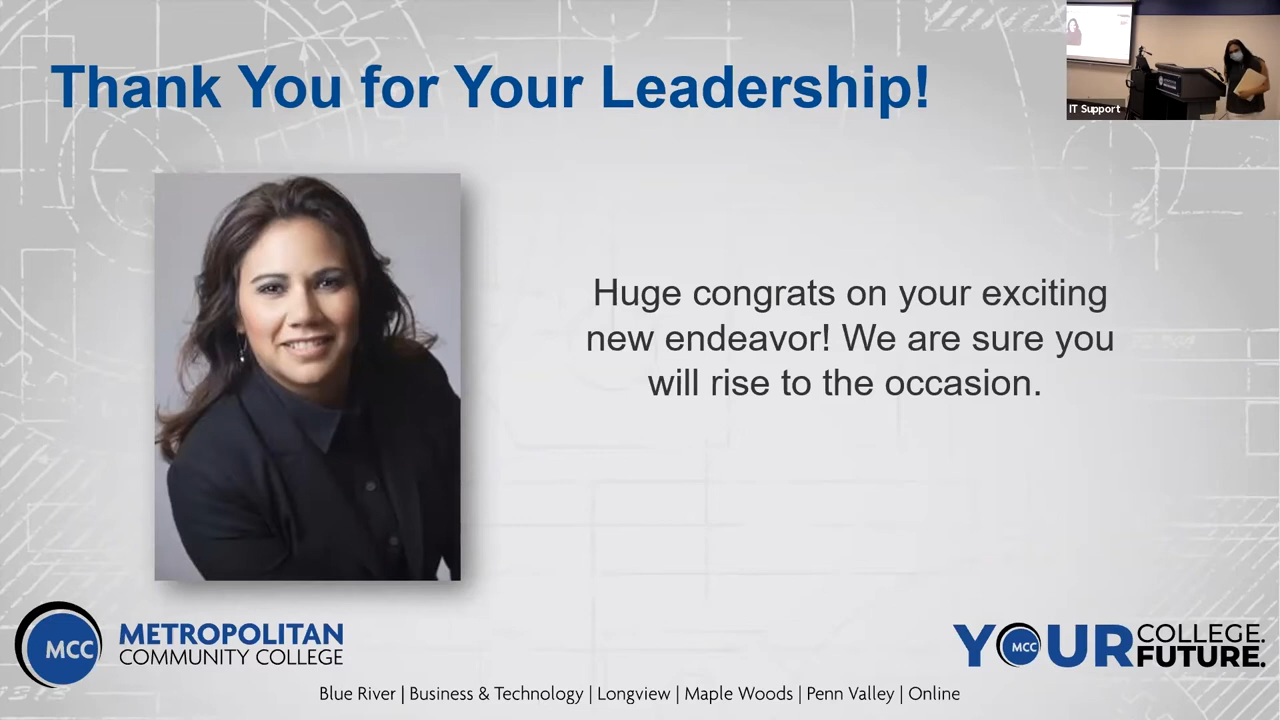 Thank You for Your Leadership!
IT Support
Huge congrats on your exciting
new endeavor! We are sure you
will rise to the occasion.
MCC
METROPOLITAN
COMMUNITY COLLEGE
YOUR
MCC
COLLEGE.
FUTURE.
Blue River | Business & Technology | Longview | Maple Woods | Penn Valley | Online